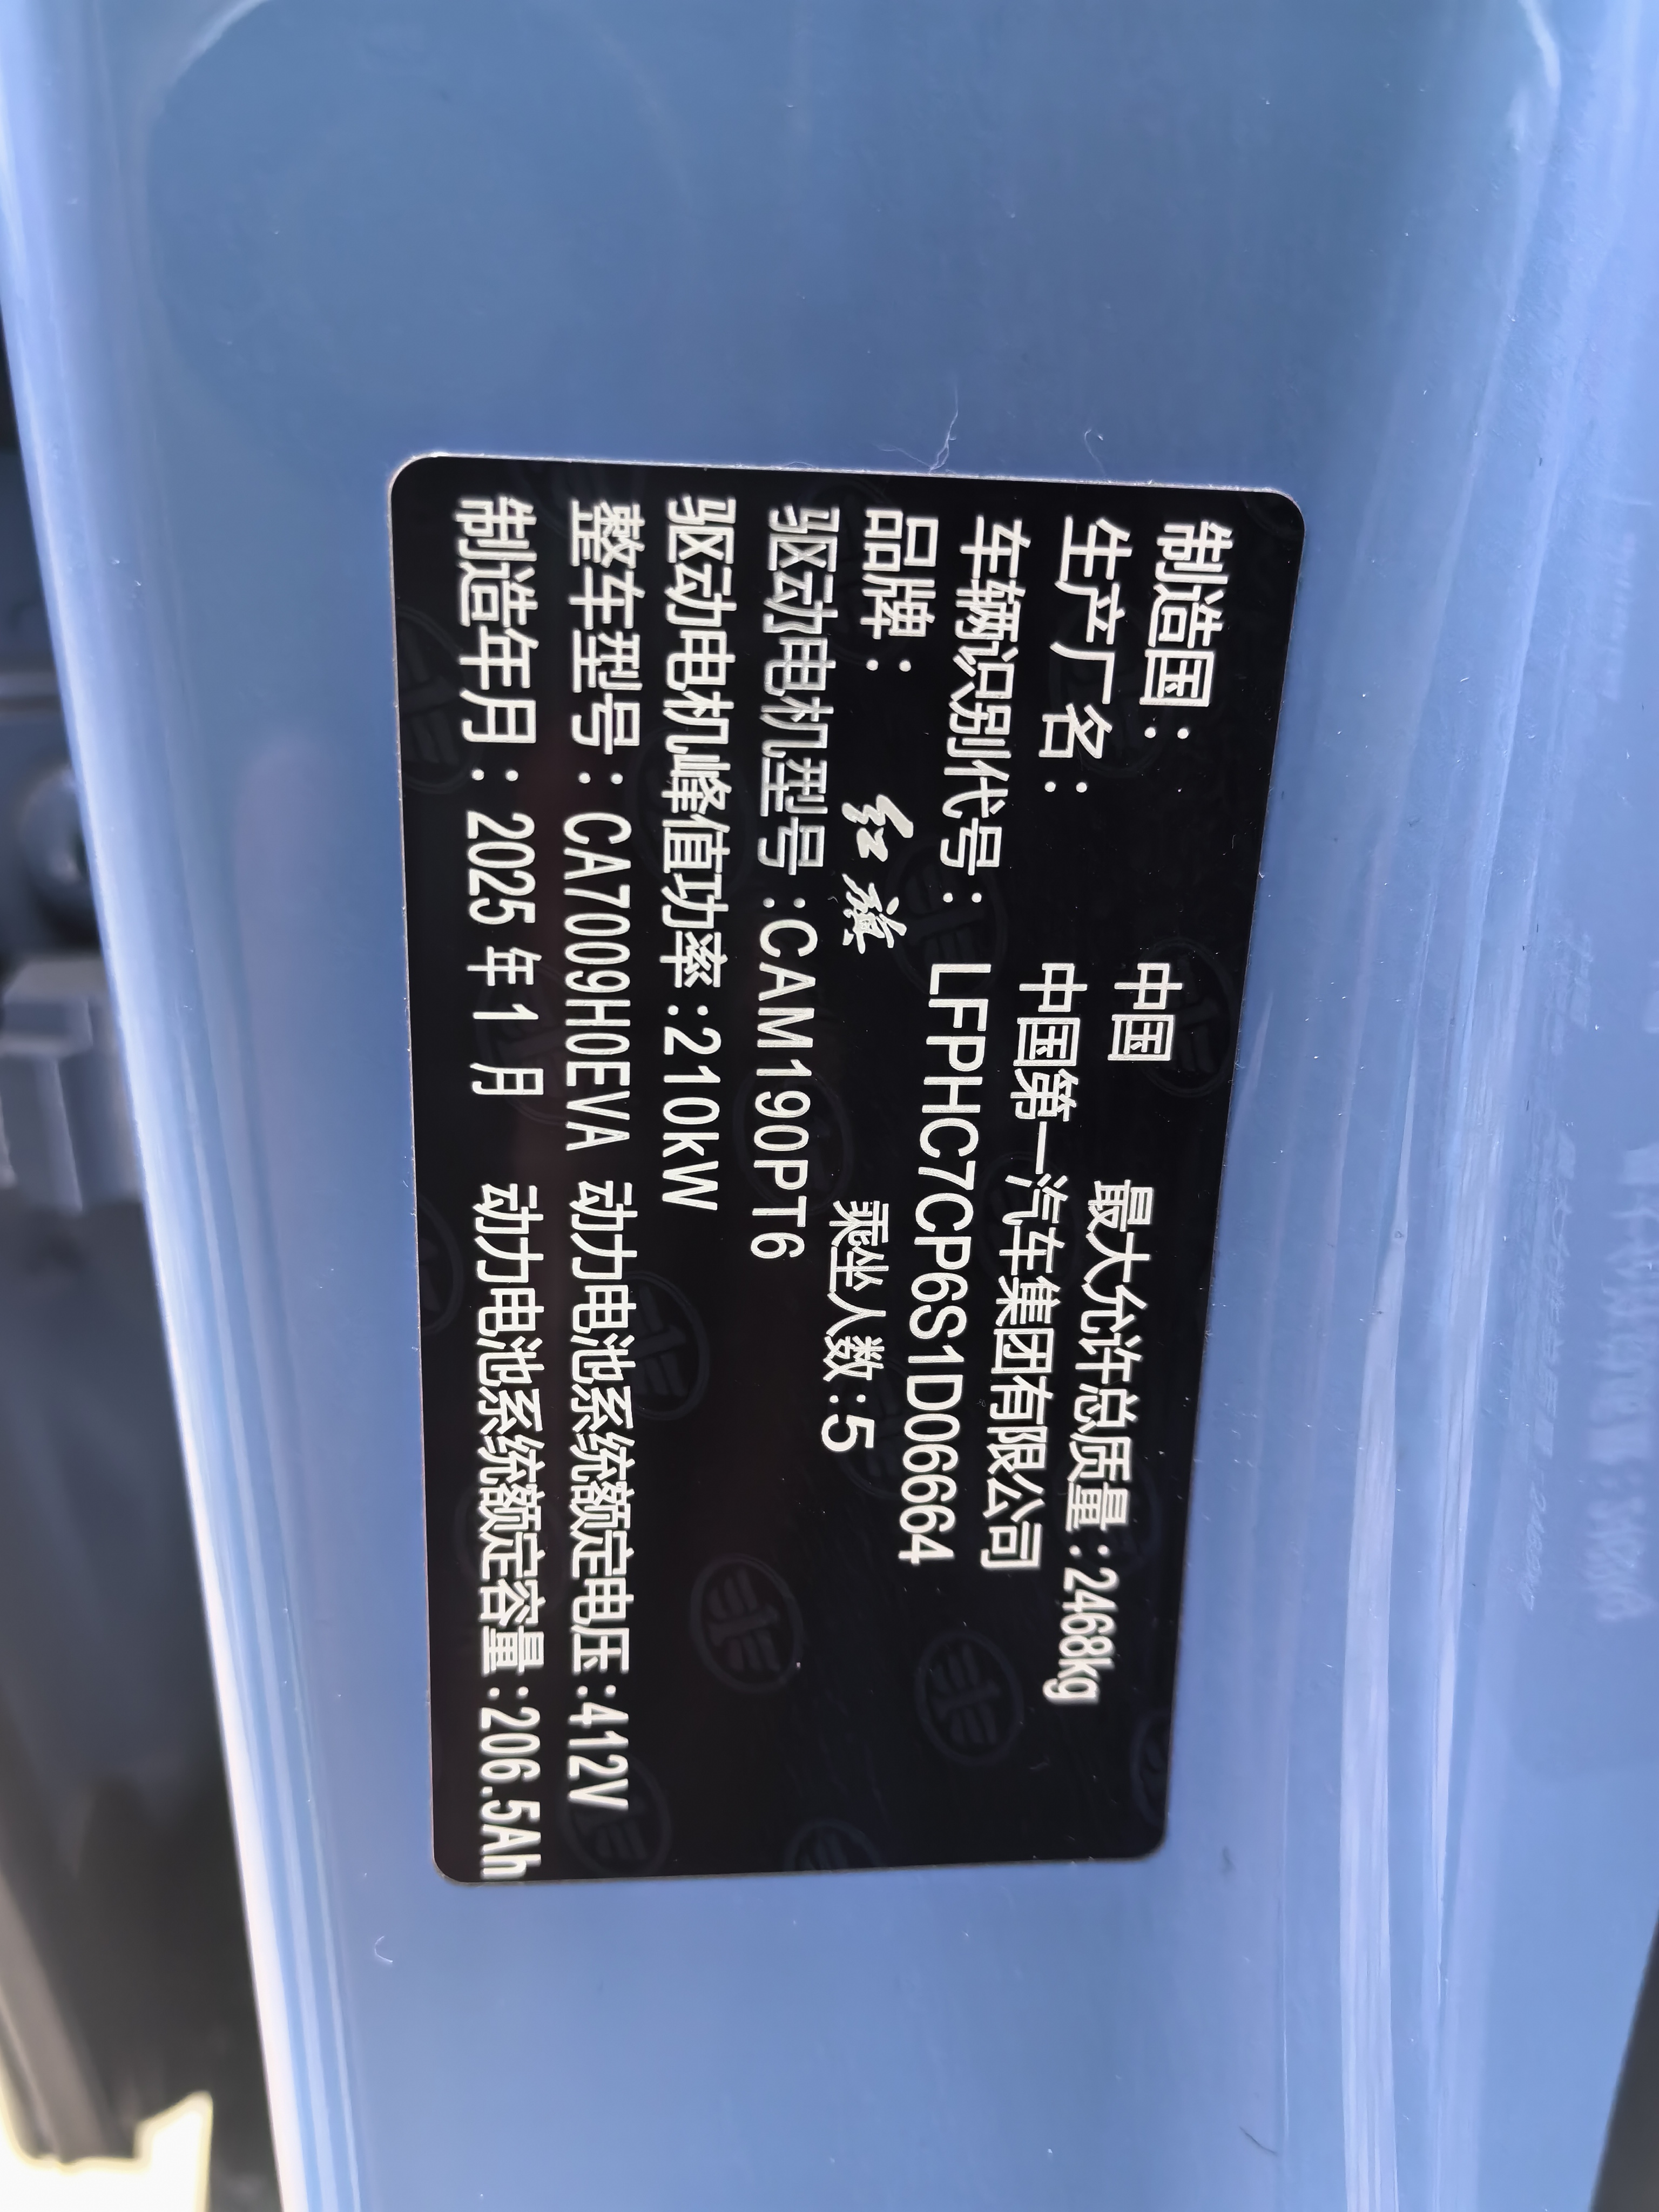 制造国： 中国 最大允许总质量:2468kg
生产厂名： 中国第一汽车集团有限公司
车辆识别代号： LFPHC7CP6S1D06664
品牌： 红旗 乘坐人数:5
驱动电机型号:CAM190PT6
驱动电机峰值功率:210kW
整车型号：CA7009H0EVA 动力电池系统额定电压:412V
制造年月：2025年1月 动力电池系统额定容量:206.5Ah